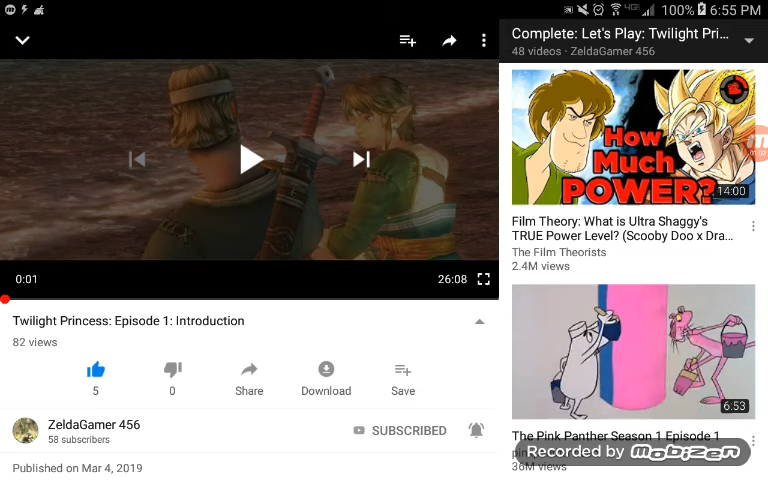 100% 6:55 PM
Complete: Let's Play: Twilight Pri...
48 videos · ZeldaGamer 456
How
Much
POWER?
14:00
0:01
26:08
Film Theory: What is Ultra Shaggy's
TRUE Power Level? (Scooby Doo x Dra...
The Film Theorists
2.4M views
Twilight Princess: Episode 1: Introduction
82 views
5
0
Share
Download
Save
6:53
ZeldaGamer 456
58 subscribers
SUBSCRIBED
The Pink Panther Season 1 Episode 1
Recorded by mobizen
36M views
Published on Mar 4, 2019